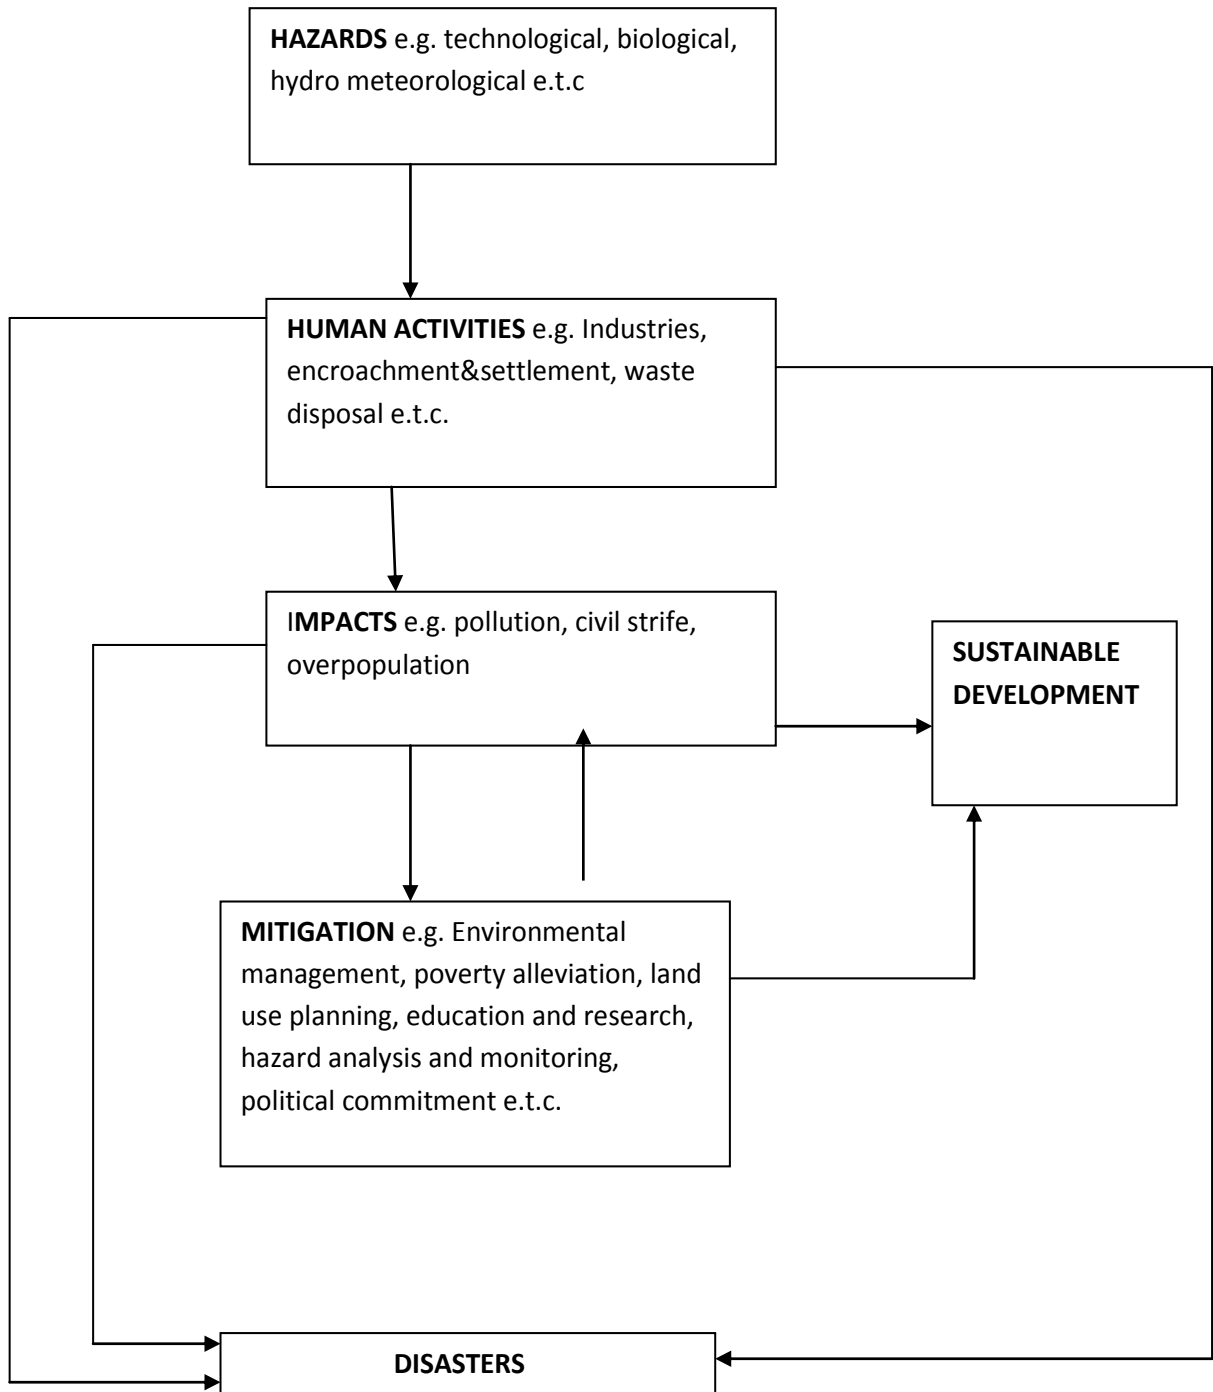 HAZARDS e.g. technological, biological,
hydro meteorological e.t.c
HUMAN ACTIVITIES e.g. Industries,
encroachment&settlement, waste
disposal e.t.c.
IMPACTS e.g. pollution, civil strife,
overpopulation
SUSTAINABLE
DEVELOPMENT
MITIGATION e.g. Environmental
management, poverty alleviation, land
use planning, education and research,
hazard analysis and monitoring,
political commitment e.t.c.
DISASTERS